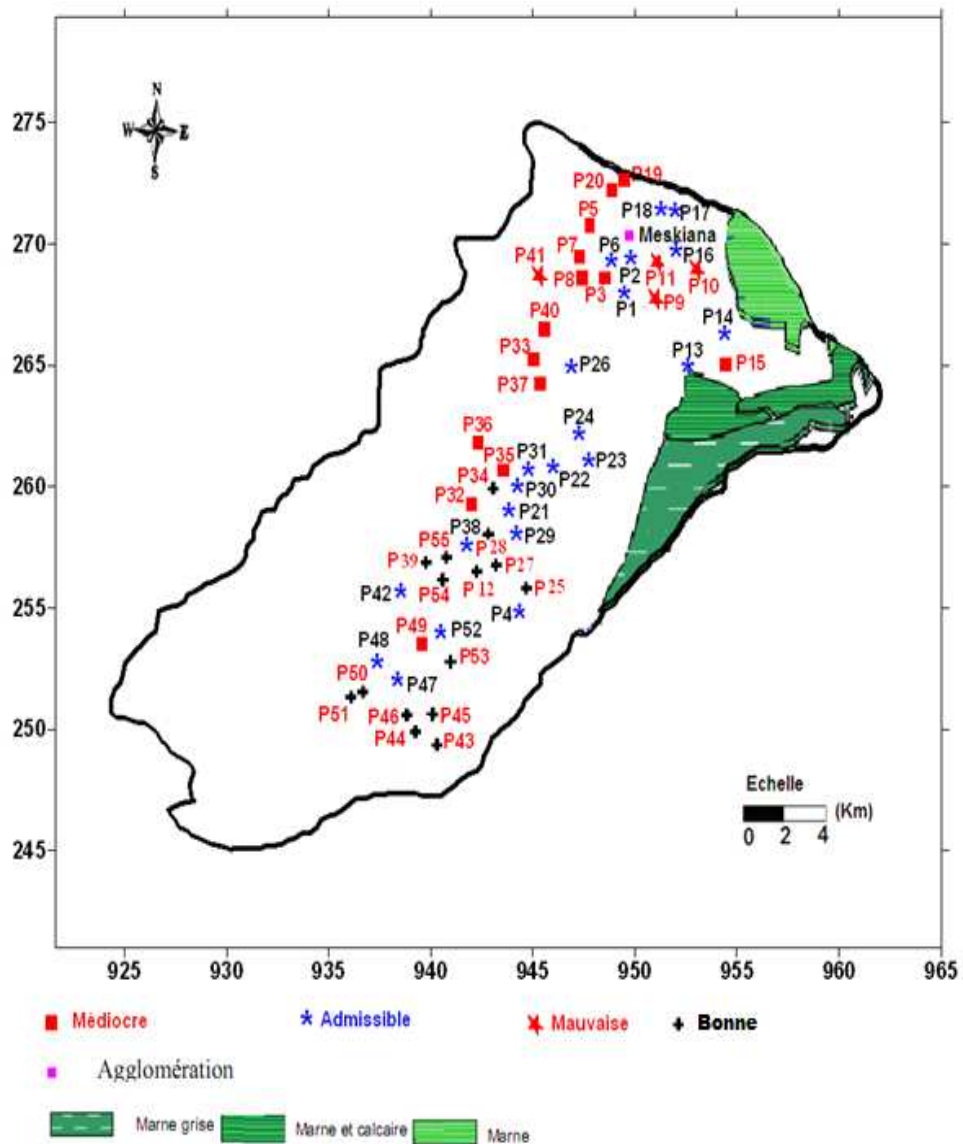 N
W E
S
275
270
265
260
255
250
245
P19
P20
P5
P18
P17
Meskiana
P6
P7
P16
P41
P2
P11
P10
P8
P3
P1
P9
P40
P14
P33
P13
P15
P26
P37
P24
P36
P31
P35
P23
P34
P22
P30
P32
P21
P38
P29
P55
P28
P39
P27
P42
P54
P12
P25
P4
P49
P52
P48
P53
P50
P47
P51
P46
P45
P44
P43
Echelle
(Km)
0 2 4
925 930 935 940 945 950 955 960 965
Médiocre Admissible Mauvaise Bonne
Agglomération
Marne grise Marne et calcaire Marne